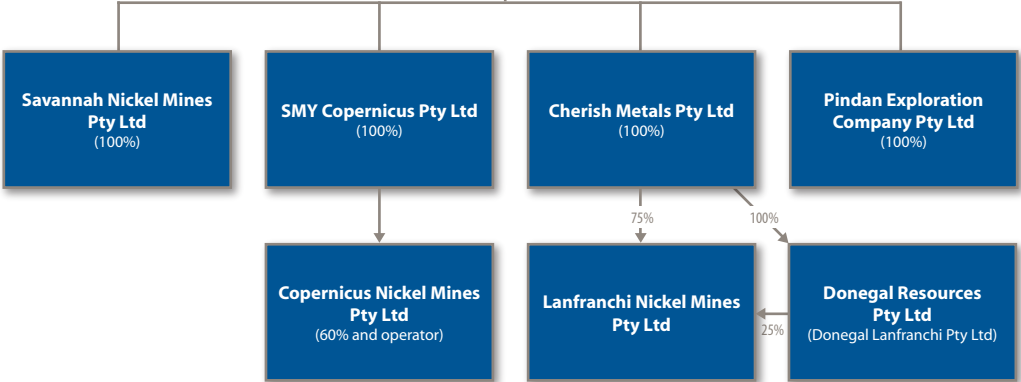 Savannah Nickel Mines
Pty Ltd
(100%)
SMY Copernicus Pty Ltd
(100%)
Cherish Metals Pty Ltd
(100%)
Pindan Exploration
Company Pty Ltd
(100%)
75%
100%
Copernicus Nickel Mines
Pty Ltd
(60% and operator)
Lanfranchi Nickel Mines
Pty Ltd
25%
Donegal Resources
Pty Ltd
(Donegal Lanfranchi Pty Ltd)